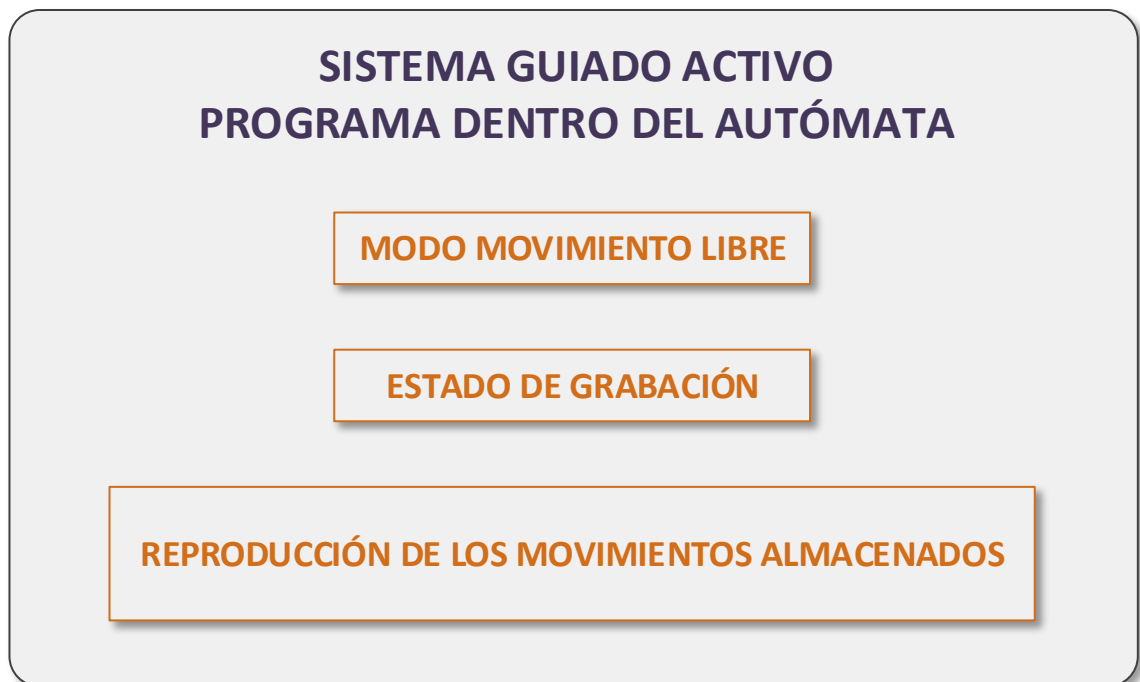 SISTEMA GUIADO ACTIVO
PROGRAMA DENTRO DEL AUTÓMATA
MODO MOVIMIENTO LIBRE
ESTADO DE GRABACIÓN
REPRODUCCIÓN DE LOS MOVIMIENTOS ALMACENADOS